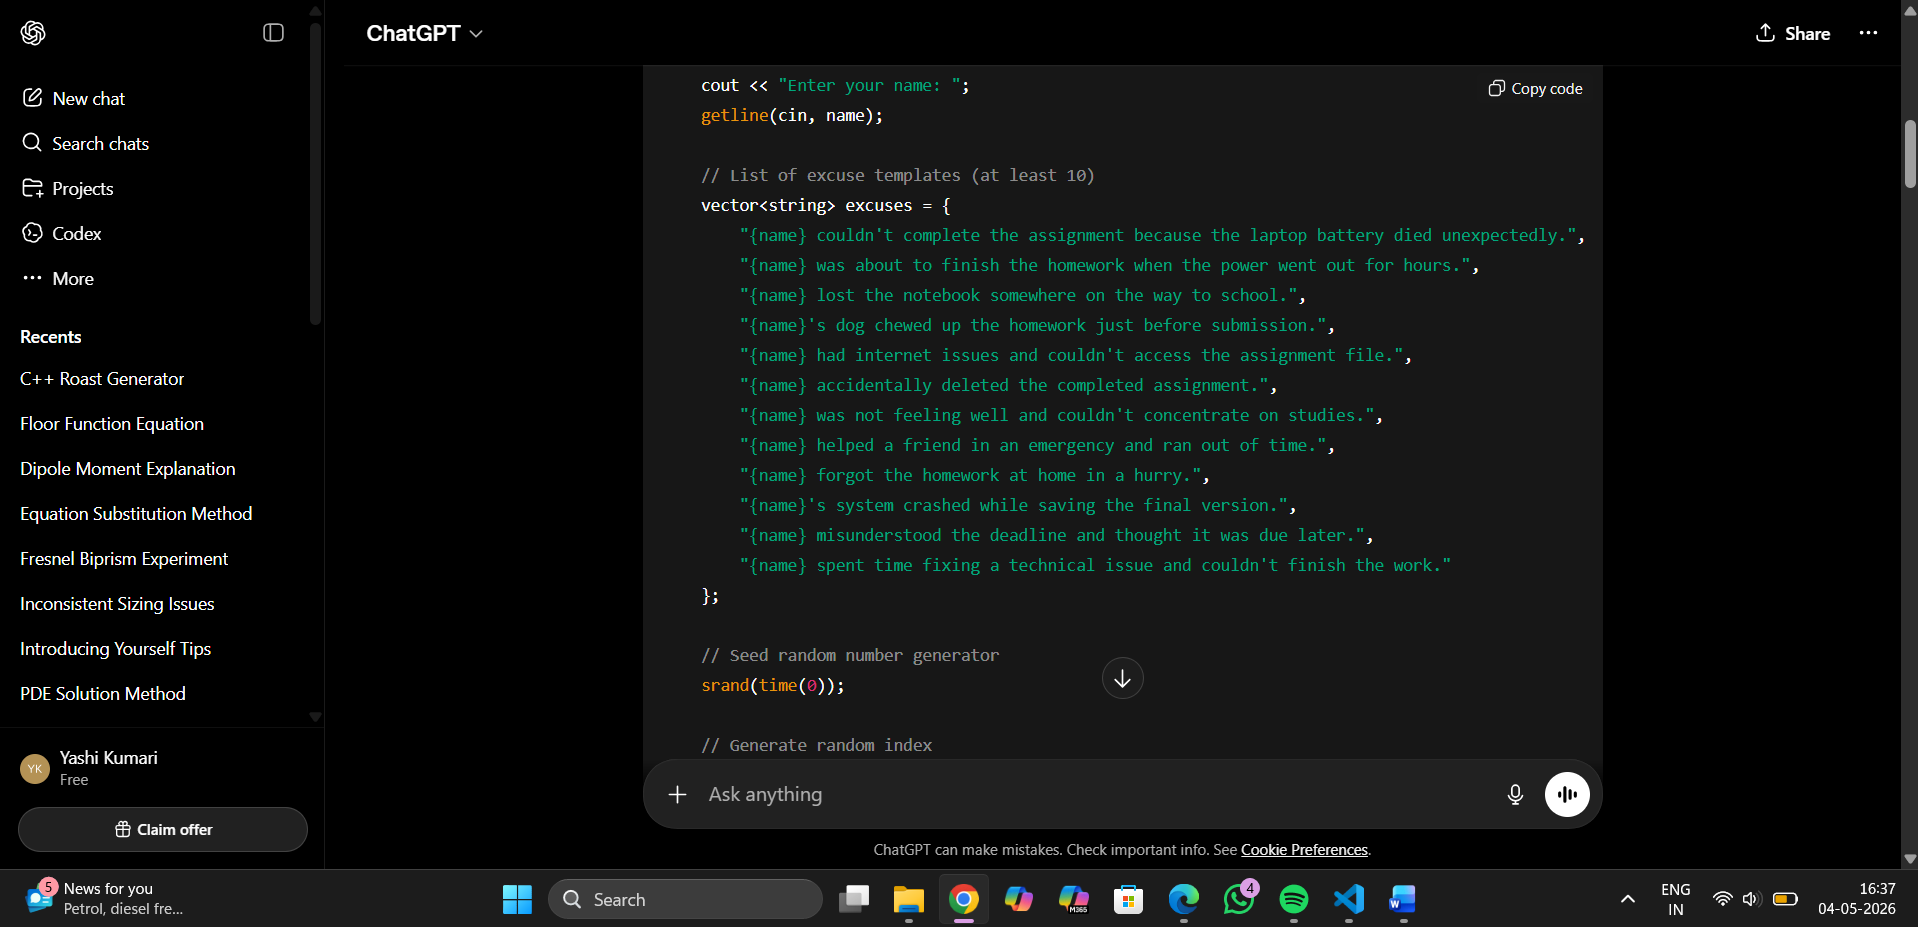 ChatGPT
Share
New chat
Search chats
Projects
Codex
More
Recents
C++ Roast Generator
Floor Function Equation
Dipole Moment Explanation
Equation Substitution Method
Fresnel Biprism Experiment
Inconsistent Sizing Issues
Introducing Yourself Tips
PDE Solution Method
YK
Yashi Kumari
Free
Claim offer
Copy code
cout << "Enter your name: ";
getline(cin, name);
// List of excuse templates (at least 10)
vector<string> excuses = {
"{name} couldn't complete the assignment because the laptop battery died unexpectedly.",
"{name} was about to finish the homework when the power went out for hours.",
"{name} lost the notebook somewhere on the way to school.",
"{name}'s dog chewed up the homework just before submission.",
"{name} had internet issues and couldn't access the assignment file.",
"{name} accidentally deleted the completed assignment.",
"{name} was not feeling well and couldn't concentrate on studies.",
"{name} helped a friend in an emergency and ran out of time.",
"{name} forgot the homework at home in a hurry.",
"{name}'s system crashed while saving the final version.",
"{name} misunderstood the deadline and thought it was due later.",
"{name} spent time fixing a technical issue and couldn't finish the work."
};
// Seed random number generator
srand(time(0));
// Generate random index
Ask anything
ChatGPT can make mistakes. Check important info. See Cookie Preferences.
5
News for you
Petrol, diesel fre...
Search
M365
4
W
ENG
IN
16:37
04-05-2026